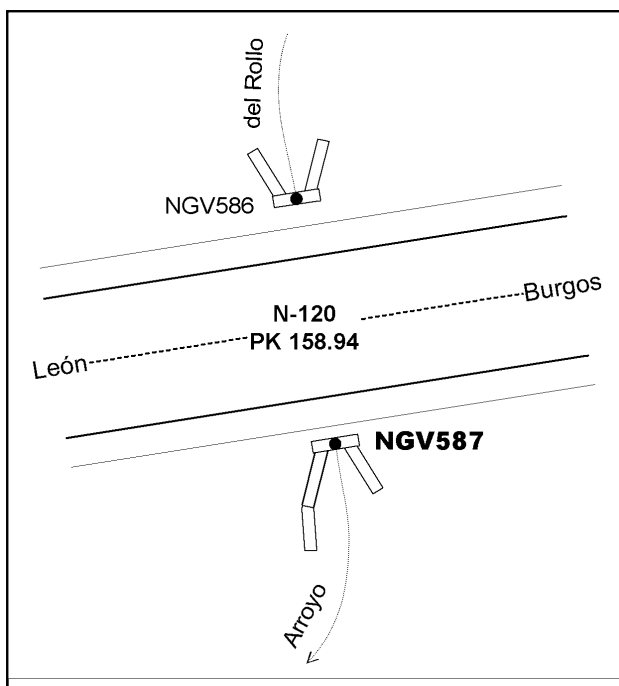 del Rollo
NGV586
Burgos
N-120
PK 158.94
León
NGV587
Arroyo